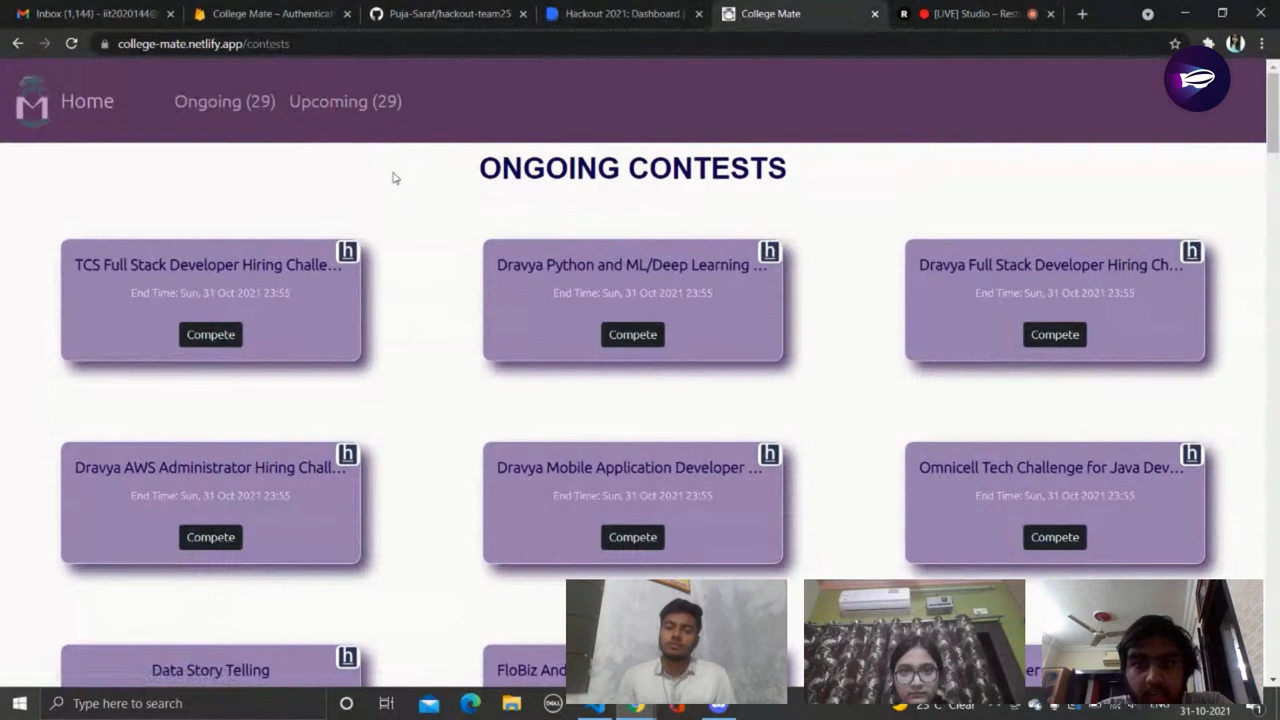 Inbox (1,144) – iit2020144@
College Mate – Authenticat
Puja-Saraf/hackout-team25
Hackout 2021: Dashboard
College Mate
[LIVE] Studio – Res
college-mate.netlify.app/contests
M
Home
Ongoing (29)
Upcoming (29)
ONGOING CONTESTS
h
h
h
TCS Full Stack Developer Hiring Challe...
Dravya Python and ML/Deep Learning ...
Dravya Full Stack Developer Hiring Ch...
End Time: Sun, 31 Oct 2021 23:55
End Time: Sun, 31 Oct 2021 23:55
End Time: Sun, 31 Oct 2021 23:55
Compete
Compete
Compete
h
h
h
Dravya AWS Administrator Hiring Chall...
Dravya Mobile Application Developer ...
Omnicell Tech Challenge for Java Dev...
End Time: Sun, 31 Oct 2021 23:55
End Time: Sun, 31 Oct 2021 23:55
End Time: Sun, 31 Oct 2021 23:55
Compete
Compete
Compete
h
Data Story Telling
FloBiz And
Type here to search
DELL
Clear
31-10-2021